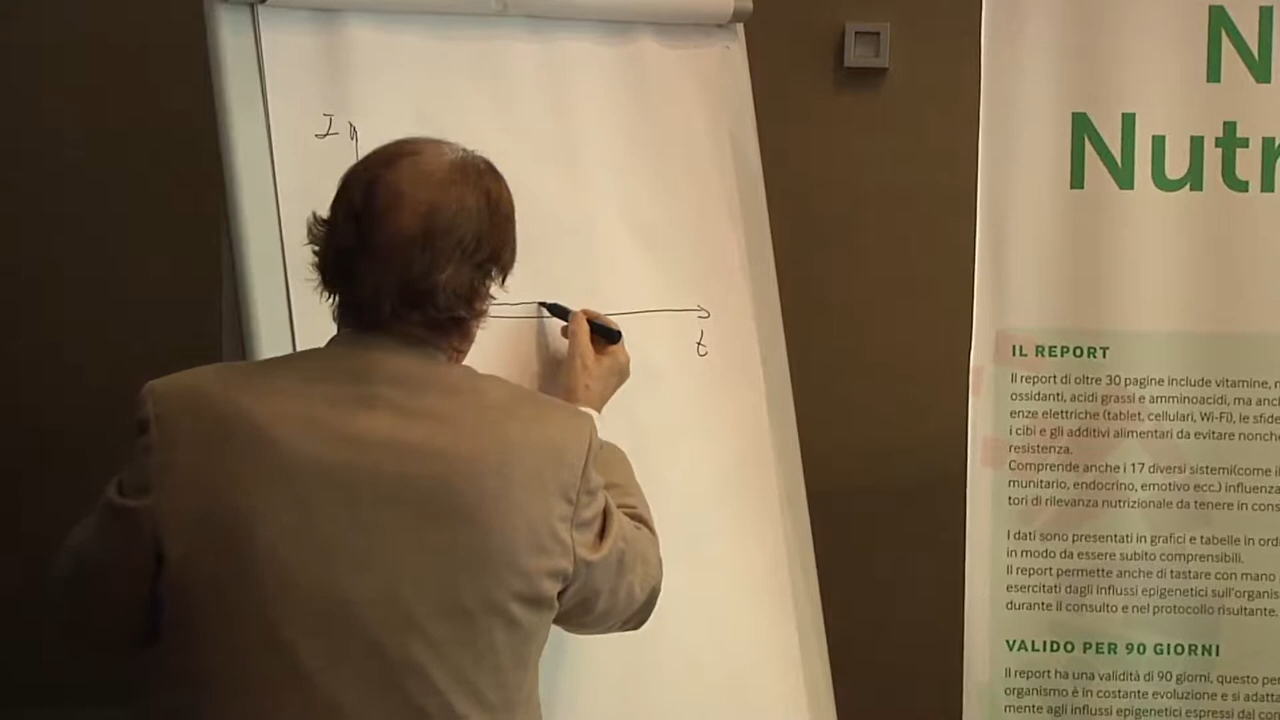 I
t
N
Nutr
IL REPORT
Il report di oltre 30 pagine include vitamine,
ossidanti, acidi grassi e amminoacidi, ma anc
enze elettriche (tablet, cellulari, Wi-Fi), le sfide
i cibi e gli additivi alimentari da evitare nonch
resistenza.
Comprende anche i 17 diversi sistemi(come i
munitario, endocrino, emotivo ecc.) influenza
tori di rilevanza nutrizionale da tenere in cons
I dati sono presentati in grafici e tabelle in ord
in modo da essere subito comprensibili.
Il report permette anche di tastare con mano
esercitati dagli influssi epigenetici sull'organis
durante il consulto e nel protocollo risultante.
VALIDO PER 90 GIORNI
Il report ha una validità di 90 giorni, questo per
organismo è in costante evoluzione e si adatta
mente agli influssi epigenetici espressi dal con